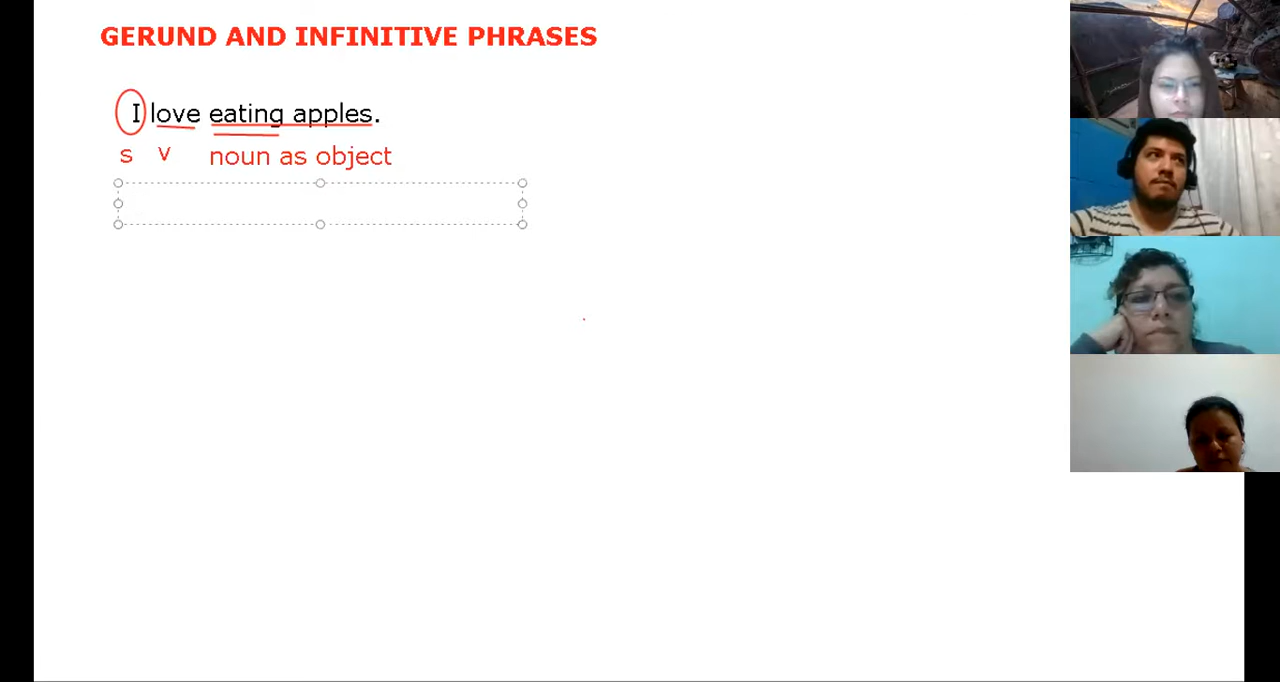 GERUND AND INFINITIVE PHRASES
I love eating apples.
s v noun as object